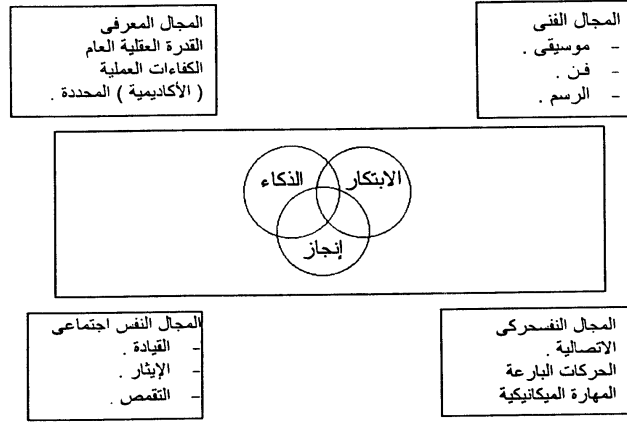 المجال الفنى
- موسيقى .
- فن .
- الرسم .
المجال المعرفى
القدرة العقلية العام
الكفاءات العملية
( الأكاديمية ) المحددة .
الابتكار
الذكاء
إنجاز
المجال النفسحركى
الاتصالية .
الحركات البارعة
المهارة الميكانيكية
المجال النفس اجتماعى
- القيادة .
- الإيثار .
- التقمص .